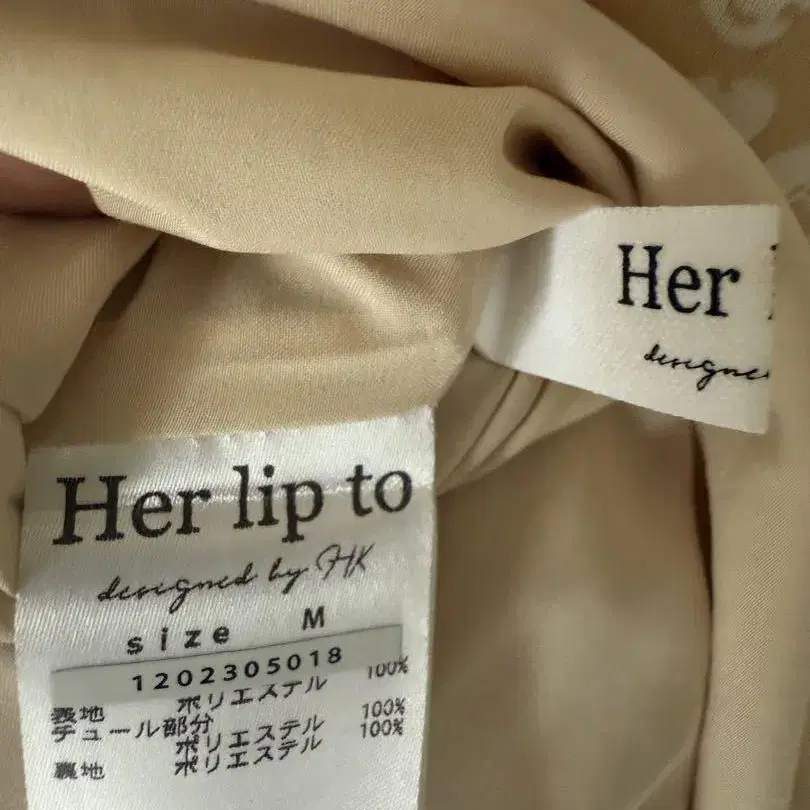 Her
designe
Her lip to
designed by HK
size M
1202305018
表地 ポリエステル 100%
チュール部分
ポリエステル 100%
裏地 ポリエステル 100%